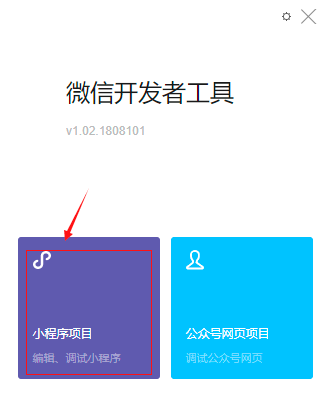 微信开发者工具
v1.02.1808101
小程序项目
编辑、调试小程序
公众号网页项目
调试公众号网页